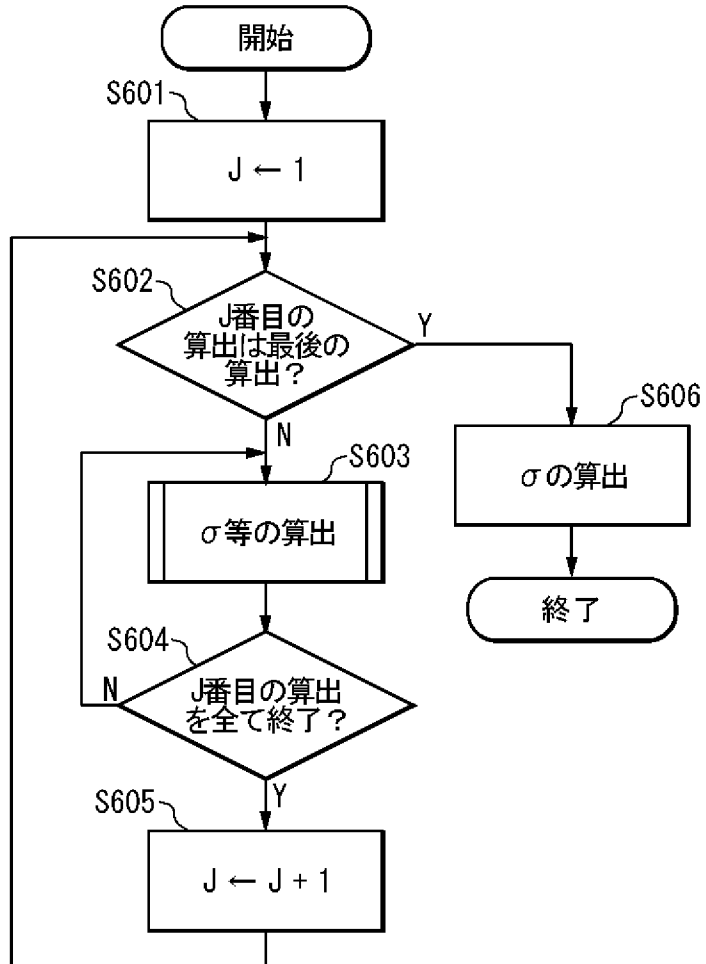 開始
S601
J ← 1
S602
J番目の
算出は最後の
算出？
Y
N
S606
σの算出
終了
S603
σ等の算出
S604
J番目の算出
を全て終了？
N
Y
S605
J ← J + 1